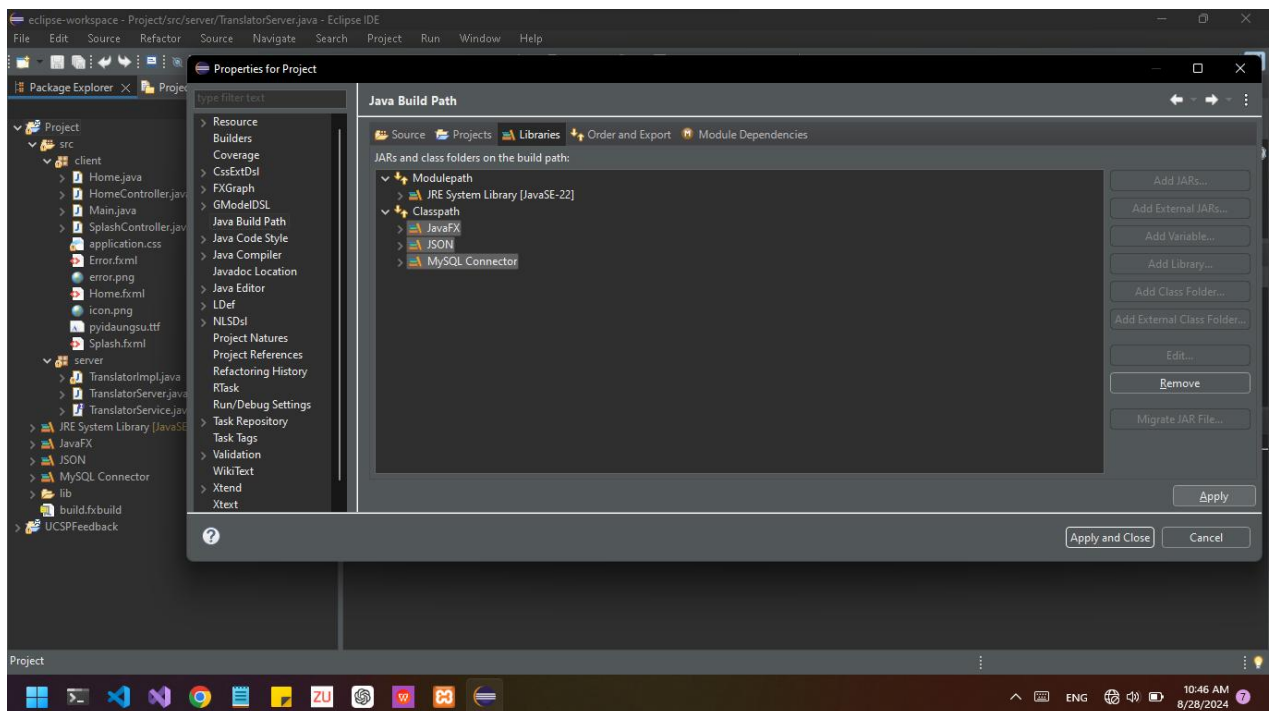 eclipse-workspace - Project/src/server/TranslatorServer.java - Eclipse IDE
File Edit Source Refactor Source Navigate Search Project Run Window Help
Package Explorer
Properties for Project
type filter text
Resource
Builders
Coverage
CssExtDsl
FXGraph
GModelDSL
Java Build Path
Java Code Style
Java Compiler
Javadoc Location
Java Editor
LDef
NLSDsl
Project Natures
Project References
Refactoring History
RTask
Run/Debug Settings
Task Repository
Task Tags
Validation
WikiText
Xtend
Xtext
Java Build Path
Source Projects Libraries Order and Export Module Dependencies
JARs and class folders on the build path:
Modulepath
JRE System Library [JavaSE-22]
Classpath
JavaFX
JSON
MySQL Connector
Add JARs...
Add External JARs...
Add Variable...
Add Library...
Add Class Folder...
Add External Class Folder...
Edit...
Remove
Migrate JAR File...
Apply
Apply and Close Cancel
Project
src
client
Home.java
HomeController.jav
Main.java
SplashController.jav
application.css
Error.fxml
error.png
Home.fxml
icon.png
pyidaungsu.ttf
Splash.fxml
server
TranslatorImpl.java
TranslatorServer.java
TranslatorService.jav
JRE System Library [JavaSE
JavaFX
JSON
MySQL Connector
lib
build.fxbuild
UCSPFeedback
Project
ZU
ENG
10:46 AM
8/28/2024
7